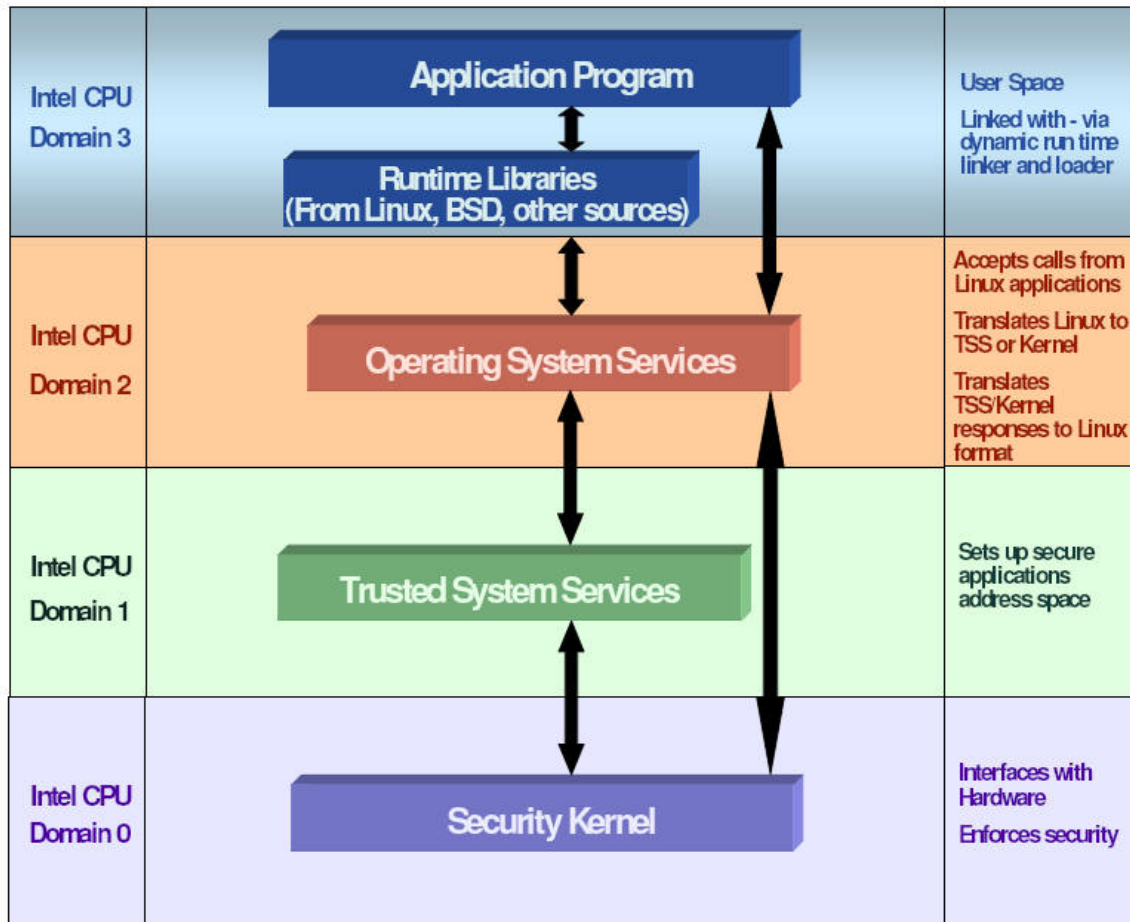 Intel CPU
Domain 3
Application Program
Runtime Libraries
(From Linux, BSD, other sources)
User Space
Linked with - via
dynamic run time
linker and loader
Intel CPU
Domain 2
Operating System Services
Accepts calls from
Linux applications
Translates Linux to
TSS or Kernel
Translates
TSS/Kernel
responses to Linux
format
Intel CPU
Domain 1
Trusted System Services
Sets up secure
applications
address space
Intel CPU
Domain 0
Security Kernel
Interfaces with
Hardware
Enforces security